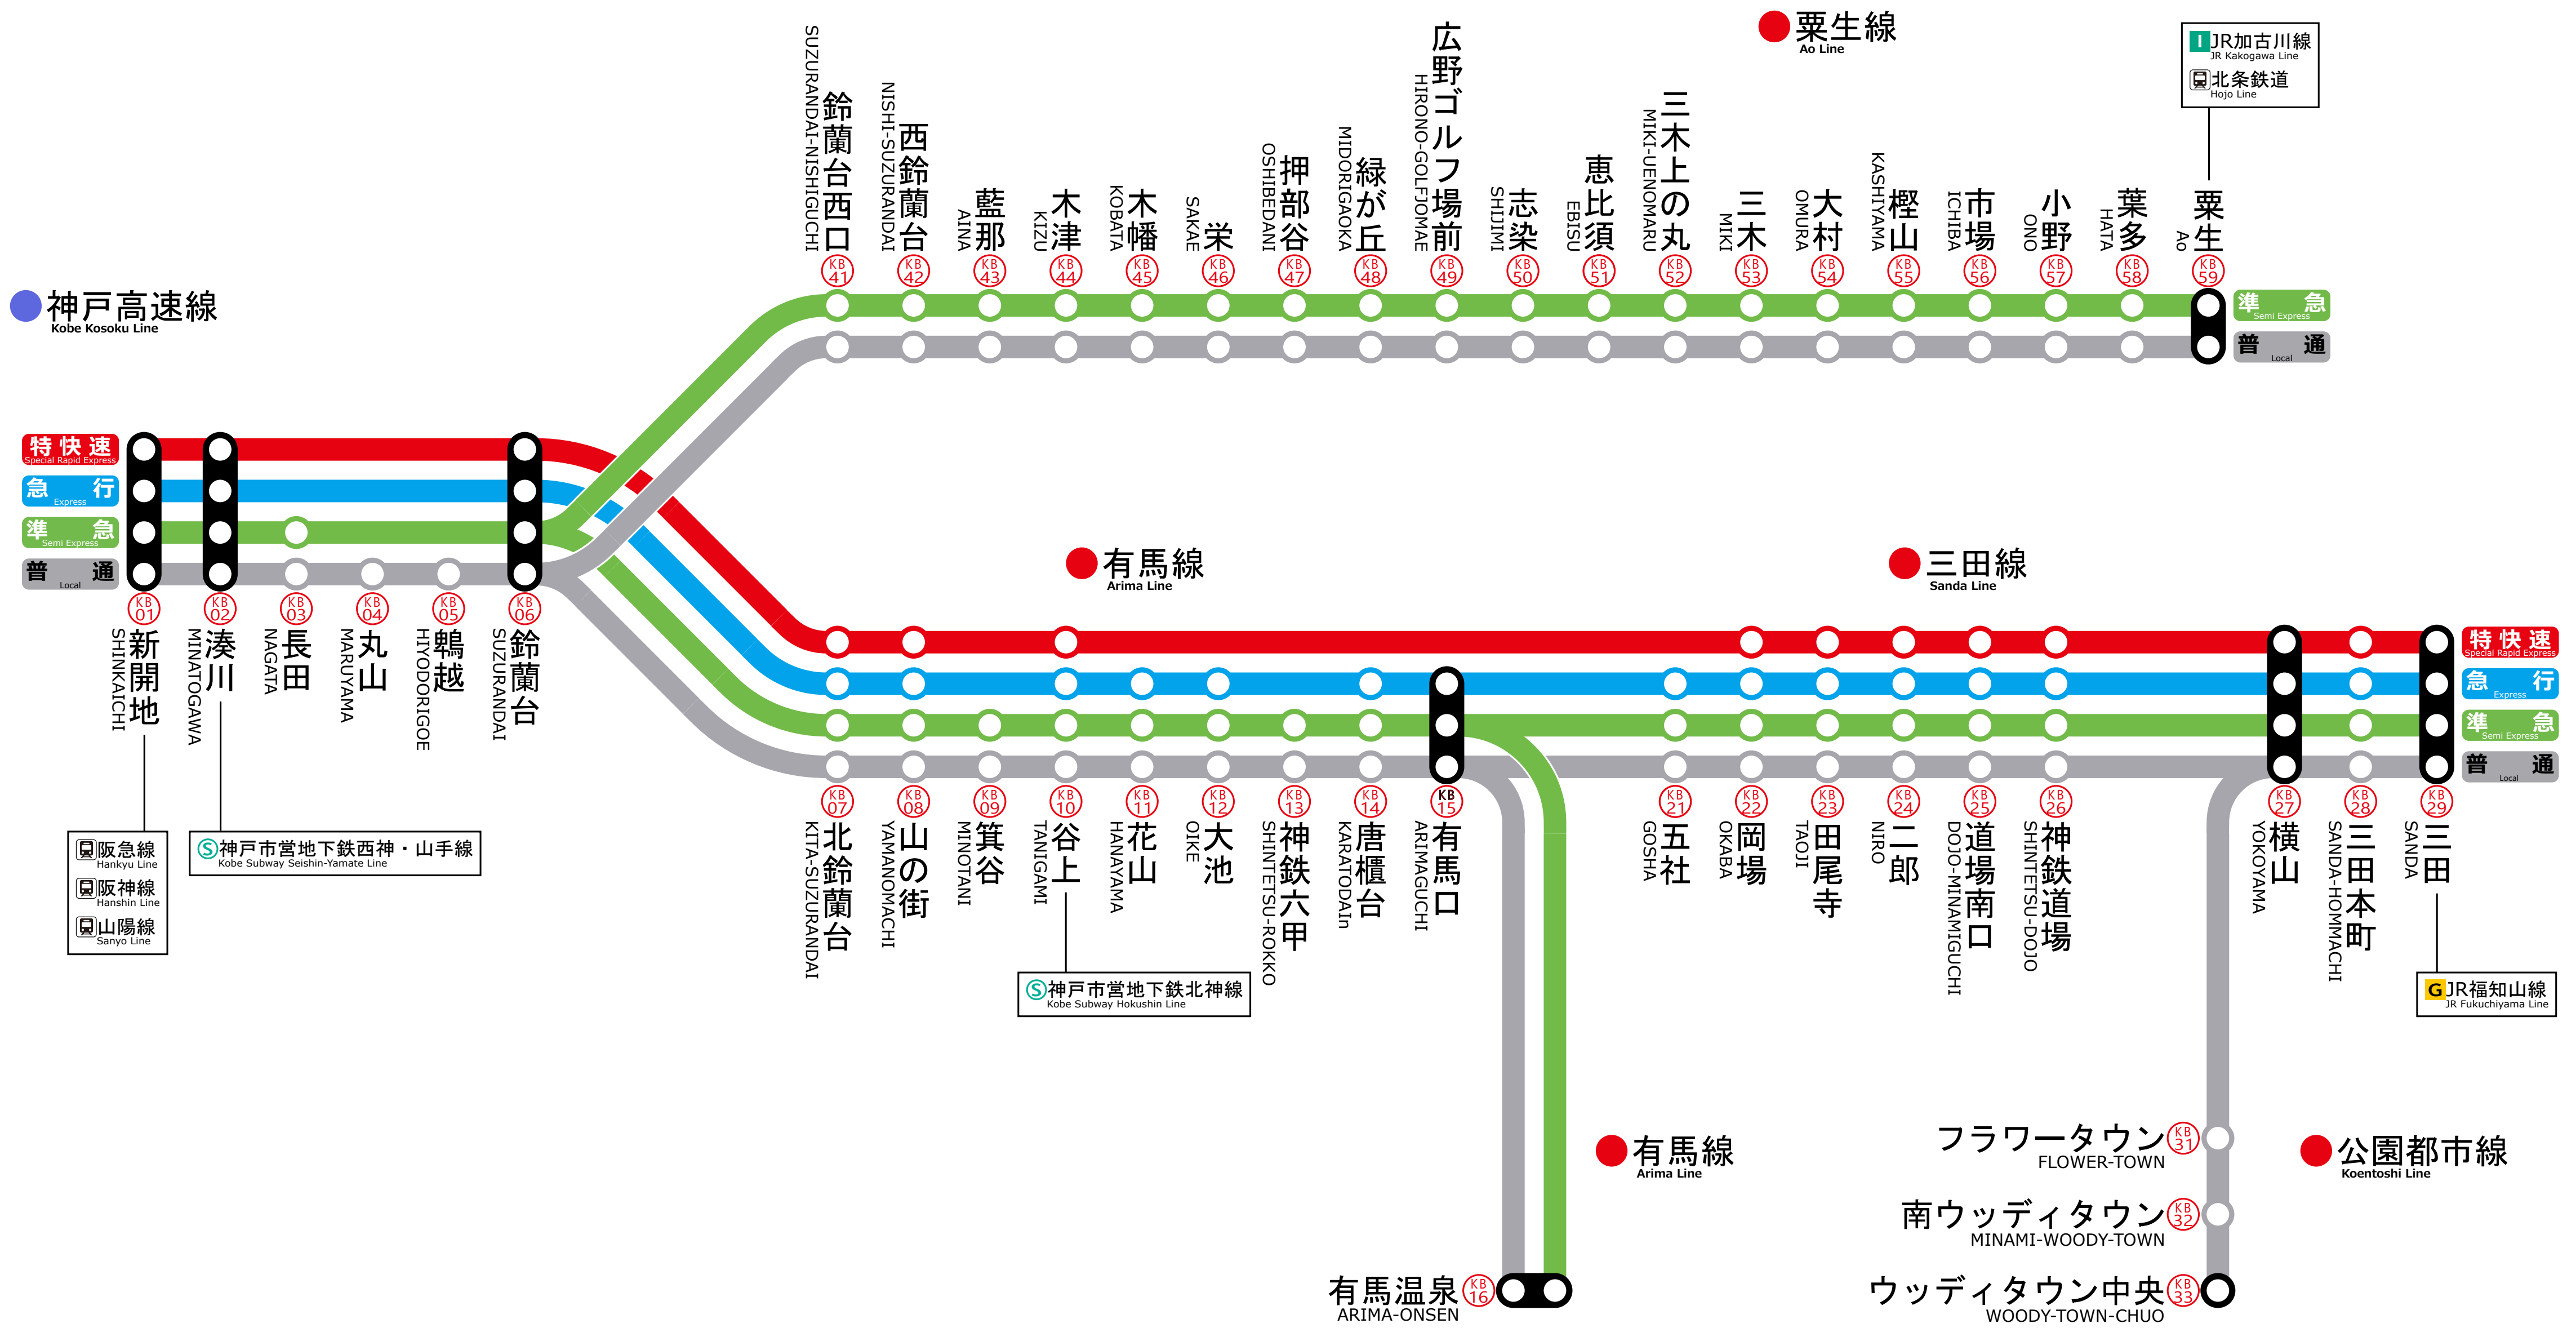 粟生線
Ao Line
I JR加古川線
JR Kakogawa Line
北条鉄道
Hojo Line
鈴蘭台西口
SUZURANDAI-NISHIGUCHI
KB 41
西鈴蘭台
NISHI-SUZURANDAI
KB 42
藍那
AINA
KB 43
木津
KIZU
KB 44
木幡
KOBATA
KB 45
栄
SAKAE
KB 46
押部谷
OSHIBEDANI
KB 47
緑が丘
MIDORIGAOKA
KB 48
広野ゴルフ場前
HIRONO-GOLFJOMAE
KB 49
志染
SHIJIMI
KB 50
恵比須
EBISU
KB 51
三木上の丸
MIKI-UENOMARU
KB 52
三木
MIKI
KB 53
大村
OMURA
KB 54
樫山
KASHIYAMA
KB 55
市場
ICHIBA
KB 56
小野
ONO
KB 57
葉多
HATA
KB 58
粟生
Ao
KB 59
準急
Semi Express
普通
Local
神戸高速線
Kobe Kosoku Line
特快速
Special Rapid Express
急行
Express
準急
Semi Express
普通
Local
KB 01
新開地
SHINKAICHI
KB 02
湊川
MINATOGAWA
KB 03
長田
NAGATA
KB 04
丸山
MARUYAMA
KB 05
鵯越
HIYODORIGOE
KB 06
鈴蘭台
SUZURANDAI
阪急線
Hankyu Line
阪神線
Hanshin Line
山陽線
Sanyo Line
S 神戸市営地下鉄西神・山手線
Kobe Subway Seishin-Yamate Line
有馬線
Arima Line
三田線
Sanda Line
特快速
Special Rapid Express
急行
Express
準急
Semi Express
普通
Local
KB 07
北鈴蘭台
KITA-SUZURANDAI
KB 08
山の街
YAMANOMACHI
KB 09
箕谷
MINOTANI
KB 10
谷上
TANIGAMI
KB 11
花山
HANAYAMA
KB 12
大池
OIKE
KB 13
神鉄六甲
SHINTETSU-ROKKO
KB 14
唐櫃台
KARATODAIn
KB 15
有馬口
ARIMAGUCHI
KB 21
五社
GOSHA
KB 22
岡場
OKABA
KB 23
田尾寺
TAOJI
KB 24
二郎
NIRO
KB 25
道場南口
DOJO-MINAMIGUCHI
KB 26
神鉄道場
SHINTETSU-DOJO
KB 27
横山
YOKOYAMA
KB 28
三田本町
SANDA-HOMMACHI
KB 29
三田
SANDA
S 神戸市営地下鉄北神線
Kobe Subway Hokushin Line
G JR福知山線
JR Fukuchiyama Line
有馬線
Arima Line
有馬温泉
ARIMA-ONSEN
KB 16
フラワータウン
FLOWER-TOWN
KB 31
南ウッディタウン
MINAMI-WOODY-TOWN
KB 32
ウッディタウン中央
WOODY-TOWN-CHUO
KB 33
公園都市線
Koentoshi Line